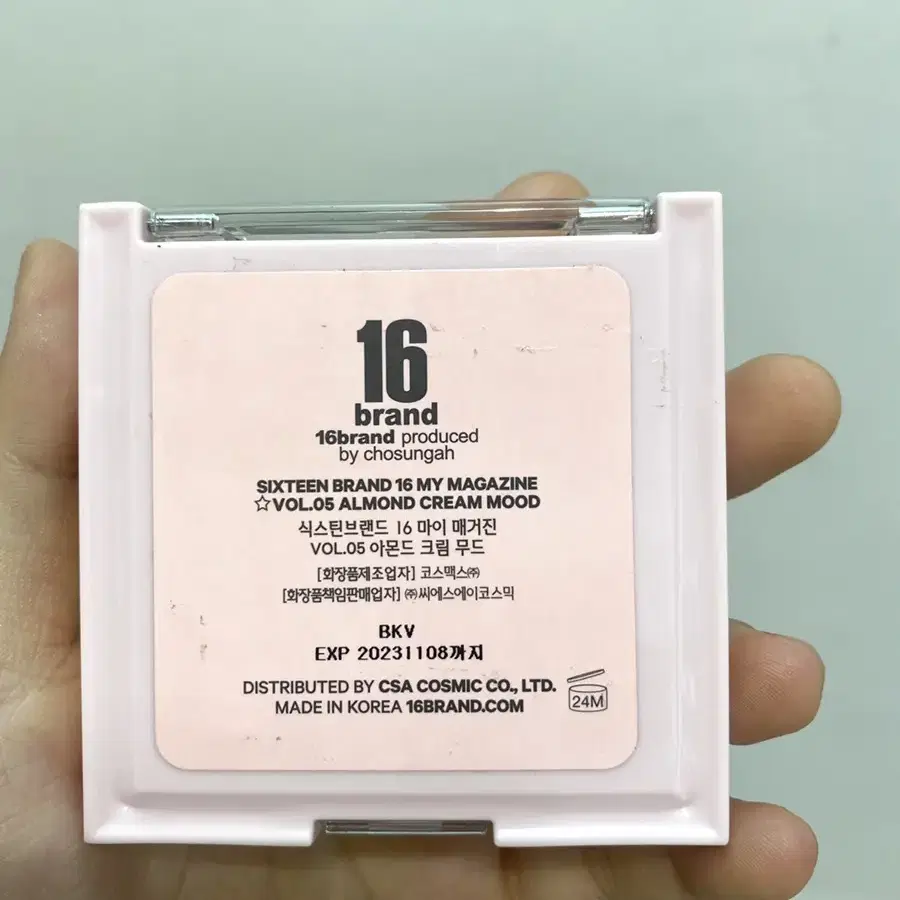 16
brand
16brand produced
by chosungah
SIXTEEN BRAND 16 MY MAGAZINE
☆VOL.05 ALMOND CREAM MOOD
식스틴브랜드 16 마이 매거진
VOL.05 아몬드 크림 무드
[화장품제조업자] 코스맥스㈜
[화장품책임판매업자] ㈜씨에스에이코스믹
BKV
EXP 20231108까지
DISTRIBUTED BY CSA COSMIC CO., LTD.
MADE IN KOREA 16BRAND.COM
24M